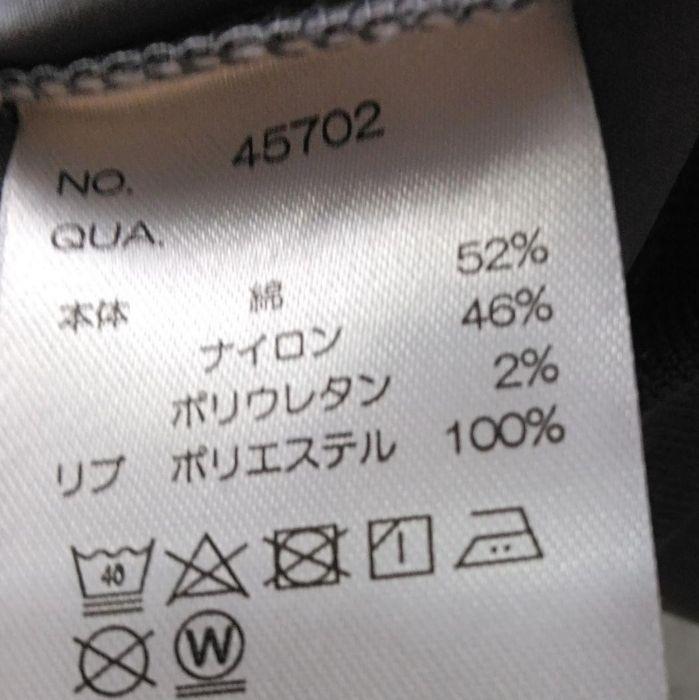 NO. 45702
QUA.
本体 綿 52%
ナイロン 46%
ポリウレタン 2%
リブ ポリエステル 100%
40
W